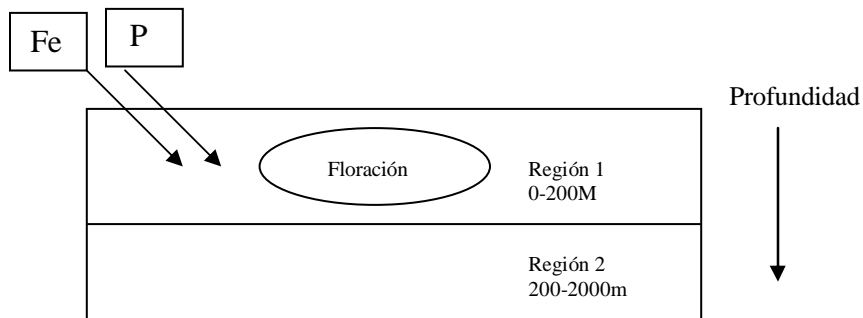 Fe
P
Profundidad
Floración
Región 1
0-200M
Región 2
200-2000m